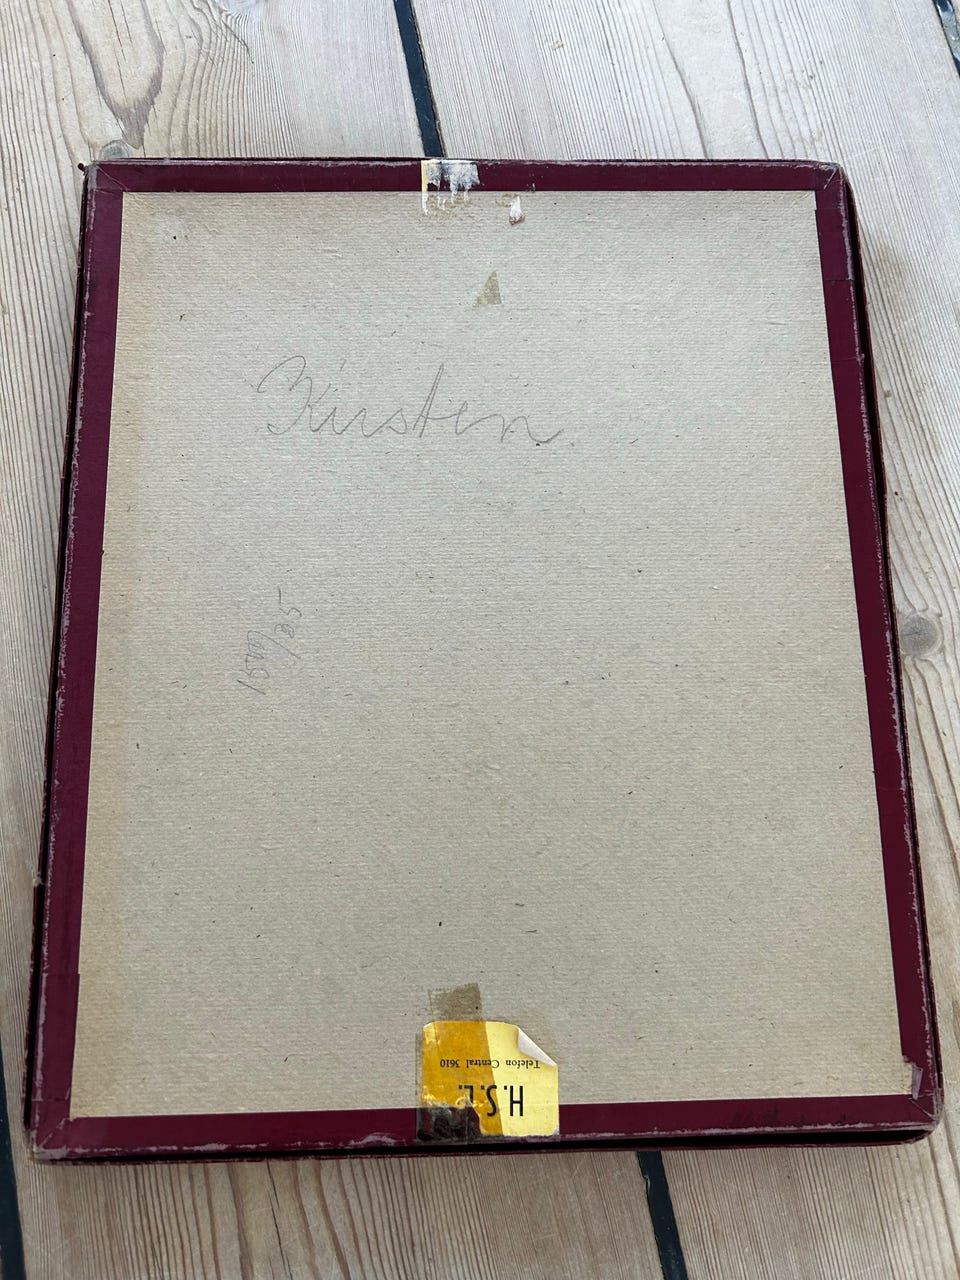 Kirsten.
H.S.
Telefon Central 3610